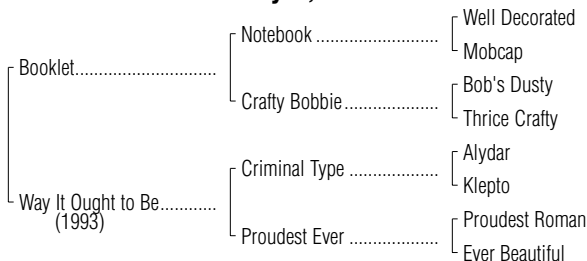 Well Decorated
Notebook ..............................
Mobcap
Booklet..................................
Bob's Dusty
Crafty Bobbie.......................
Thrice Crafty
Alydar
Criminal Type ......................
Klepto
Way It Ought to Be.............
(1993)
Proudest Roman
Proudest Ever ......................
Ever Beautiful